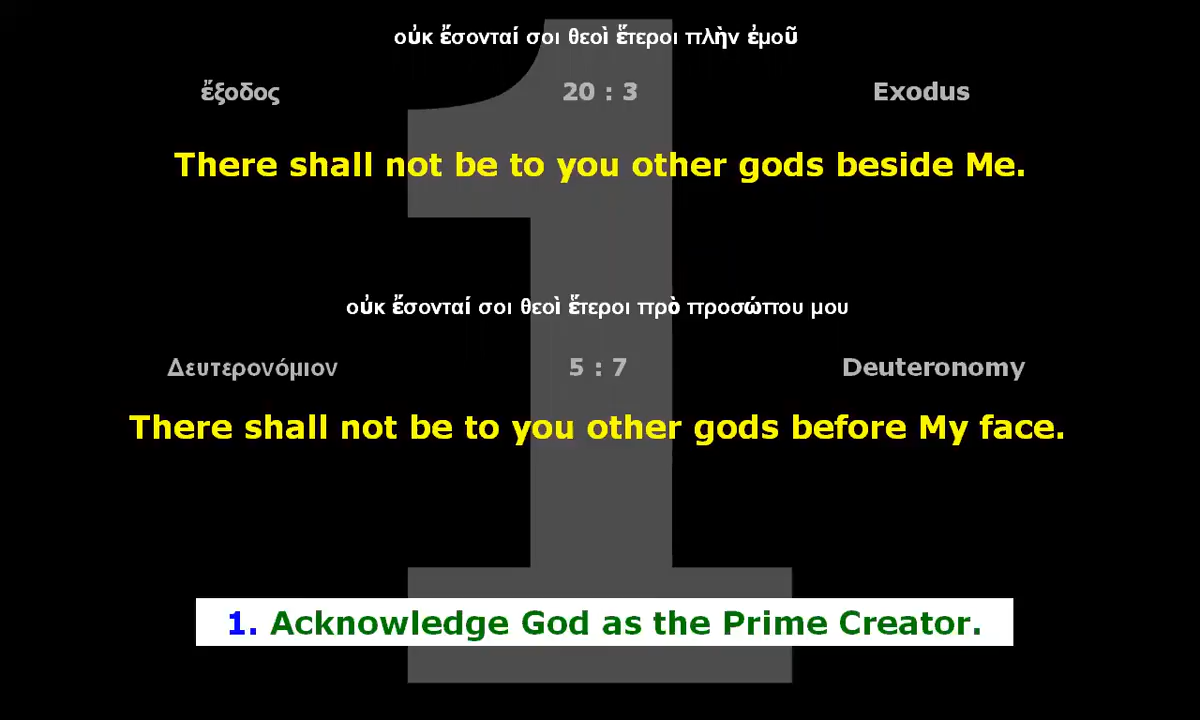 οὐκ ἔσονταί σοι θεοὶ ἕτεροι πλὴν ἐμοῦ
ἔξοδος 20 : 3 Exodus
There shall not be to you other gods beside Me.
οὐκ ἔσονταί σοι θεοὶ ἕτεροι πρὸ προσώπου μου
Δευτερονόμιον 5 : 7 Deuteronomy
There shall not be to you other gods before My face.
1. Acknowledge God as the Prime Creator.
1